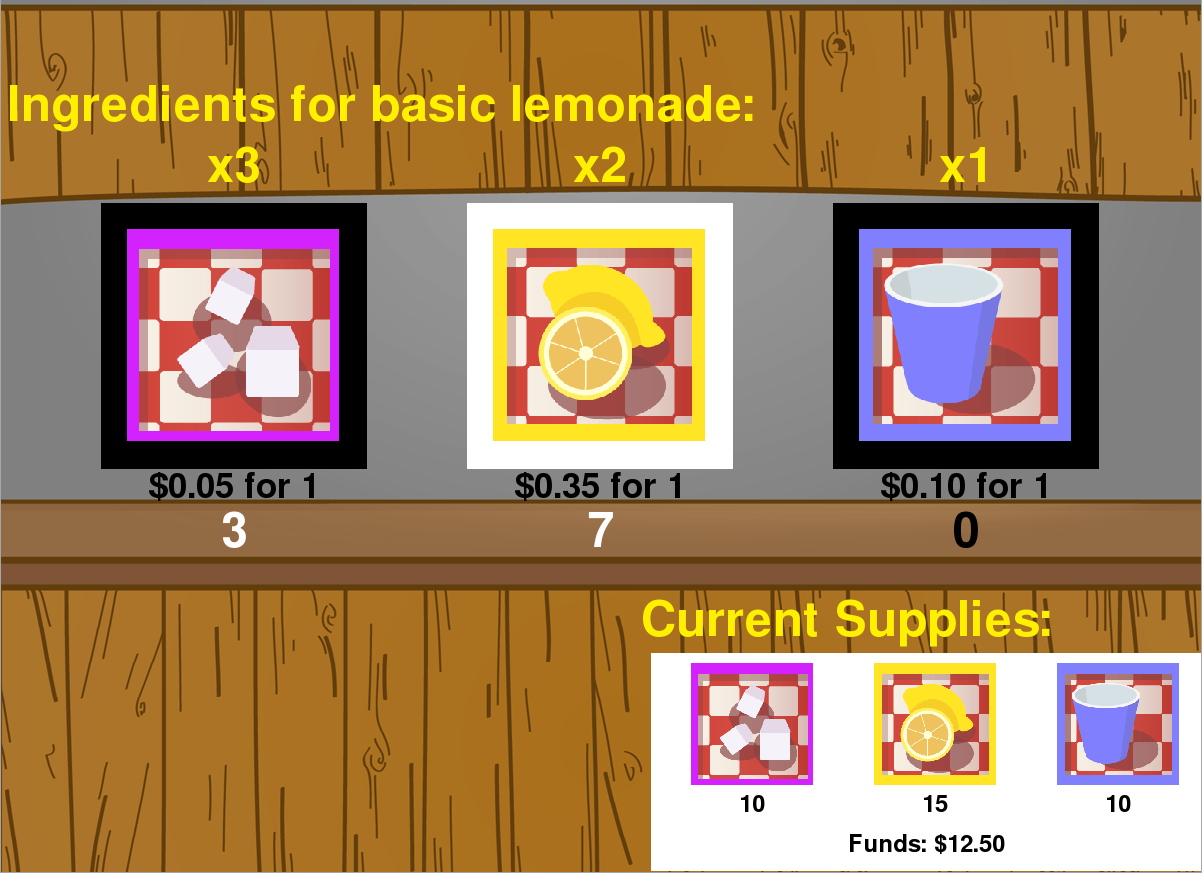 Ingredients for basic lemonade:
x3 x2 x1
$0.05 for 1 $0.35 for 1 $0.10 for 1
3 7 0
Current Supplies:
10 15 10
Funds: $12.50